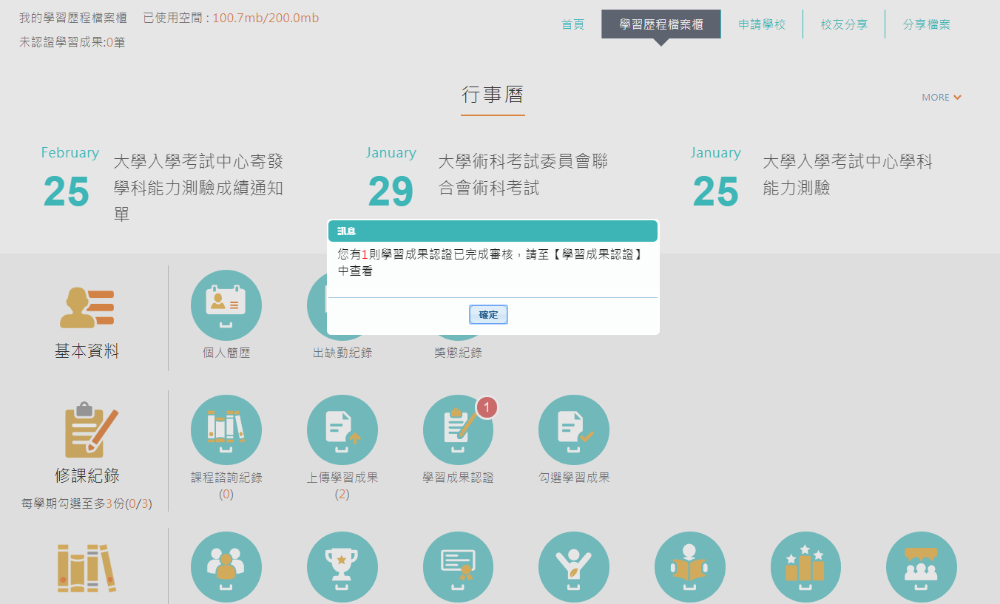 我的學習歷程檔案櫃 已使用空間 : 100.7mb/200.0mb
未認證學習成果:0筆
首頁
學習歷程檔案櫃
申請學校
校友分享
分享檔案
行事曆
MORE
February
25
大學入學考試中心寄發
學科能力測驗成績通知
單
January
29
大學術科考試委員會聯
合會術科考試
January
25
大學入學考試中心學科
能力測驗
訊息
您有1則學習成果認證已完成審核，請至【學習成果認證】
中查看
確定
基本資料
個人簡歷
出缺勤紀錄
獎懲紀錄
修課紀錄
每學期勾選至多3份(0/3)
課程諮詢紀錄
(0)
上傳學習成果
(2)
1
學習成果認證
勾選學習成果